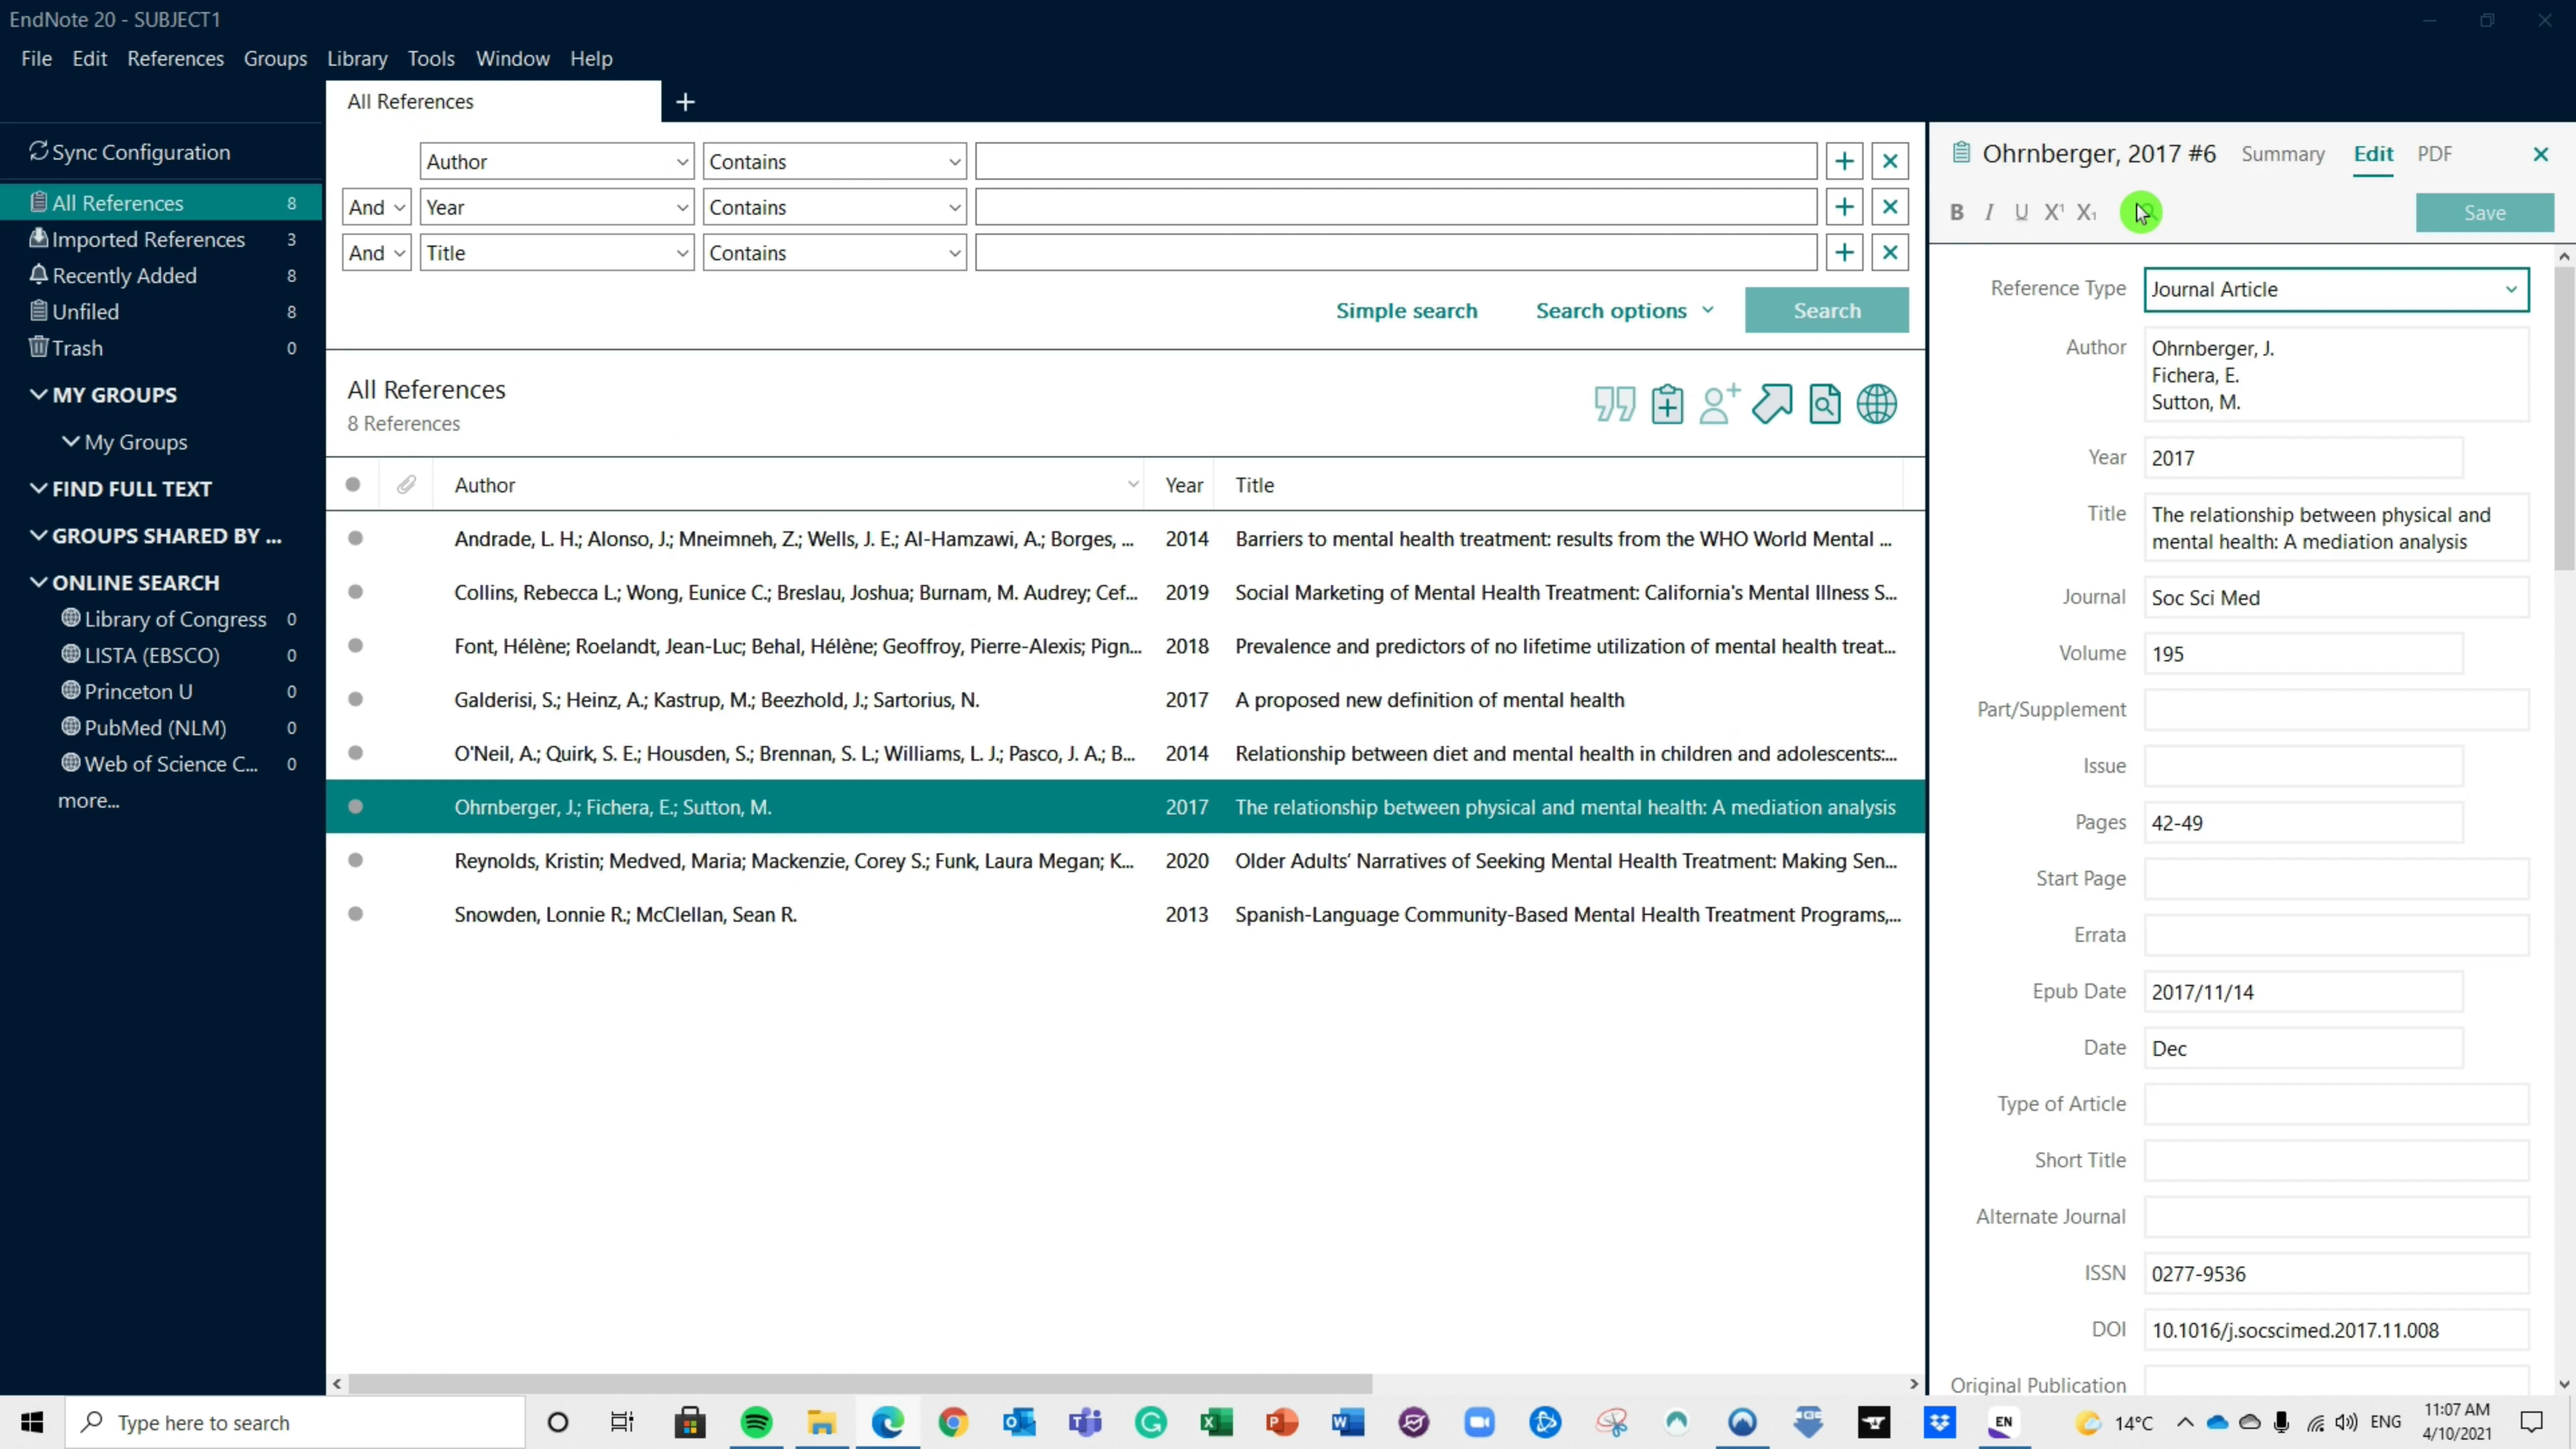 EndNote 20 - SUBJECT1
File Edit References Groups Library Tools Window Help
All References
Sync Configuration
All References 8
Imported References 3
Recently Added 8
Unfiled 8
Trash 0
MY GROUPS
My Groups
FIND FULL TEXT
GROUPS SHARED BY ...
ONLINE SEARCH
Library of Congress 0
LISTA (EBSCO) 0
Princeton U 0
PubMed (NLM) 0
Web of Science C... 0
more...
Author Contains
And Year Contains
And Title Contains
Simple search Search options Search
All References
8 References
Author Year Title
Andrade, L. H.; Alonso, J.; Mneimneh, Z.; Wells, J. E.; Al-Hamzawi, A.; Borges, ... 2014 Barriers to mental health treatment: results from the WHO World Mental ...
Collins, Rebecca L.; Wong, Eunice C.; Breslau, Joshua; Burnam, M. Audrey; Cef... 2019 Social Marketing of Mental Health Treatment: California's Mental Illness S...
Font, Hélène; Roelandt, Jean-Luc; Behal, Hélène; Geoffroy, Pierre-Alexis; Pign... 2018 Prevalence and predictors of no lifetime utilization of mental health treat...
Galderisi, S.; Heinz, A.; Kastrup, M.; Beezhold, J.; Sartorius, N. 2017 A proposed new definition of mental health
O'Neil, A.; Quirk, S. E.; Housden, S.; Brennan, S. L.; Williams, L. J.; Pasco, J. A.; B... 2014 Relationship between diet and mental health in children and adolescents:...
Ohrnberger, J.; Fichera, E.; Sutton, M. 2017 The relationship between physical and mental health: A mediation analysis
Reynolds, Kristin; Medved, Maria; Mackenzie, Corey S.; Funk, Laura Megan; K... 2020 Older Adults' Narratives of Seeking Mental Health Treatment: Making Sen...
Snowden, Lonnie R.; McClellan, Sean R. 2013 Spanish-Language Community-Based Mental Health Treatment Programs,...
Ohrnberger, 2017 #6 Summary Edit PDF
B I U X¹ X₁ Save
Reference Type Journal Article
Author Ohrnberger, J.
Fichera, E.
Sutton, M.
Year 2017
Title The relationship between physical and
mental health: A mediation analysis
Journal Soc Sci Med
Volume 195
Part/Supplement
Issue
Pages 42-49
Start Page
Errata
Epub Date 2017/11/14
Date Dec
Type of Article
Short Title
Alternate Journal
ISSN 0277-9536
DOI 10.1016/j.socscimed.2017.11.008
Original Publication
Type here to search
EN
14°C ENG
11:07 AM
4/10/2021